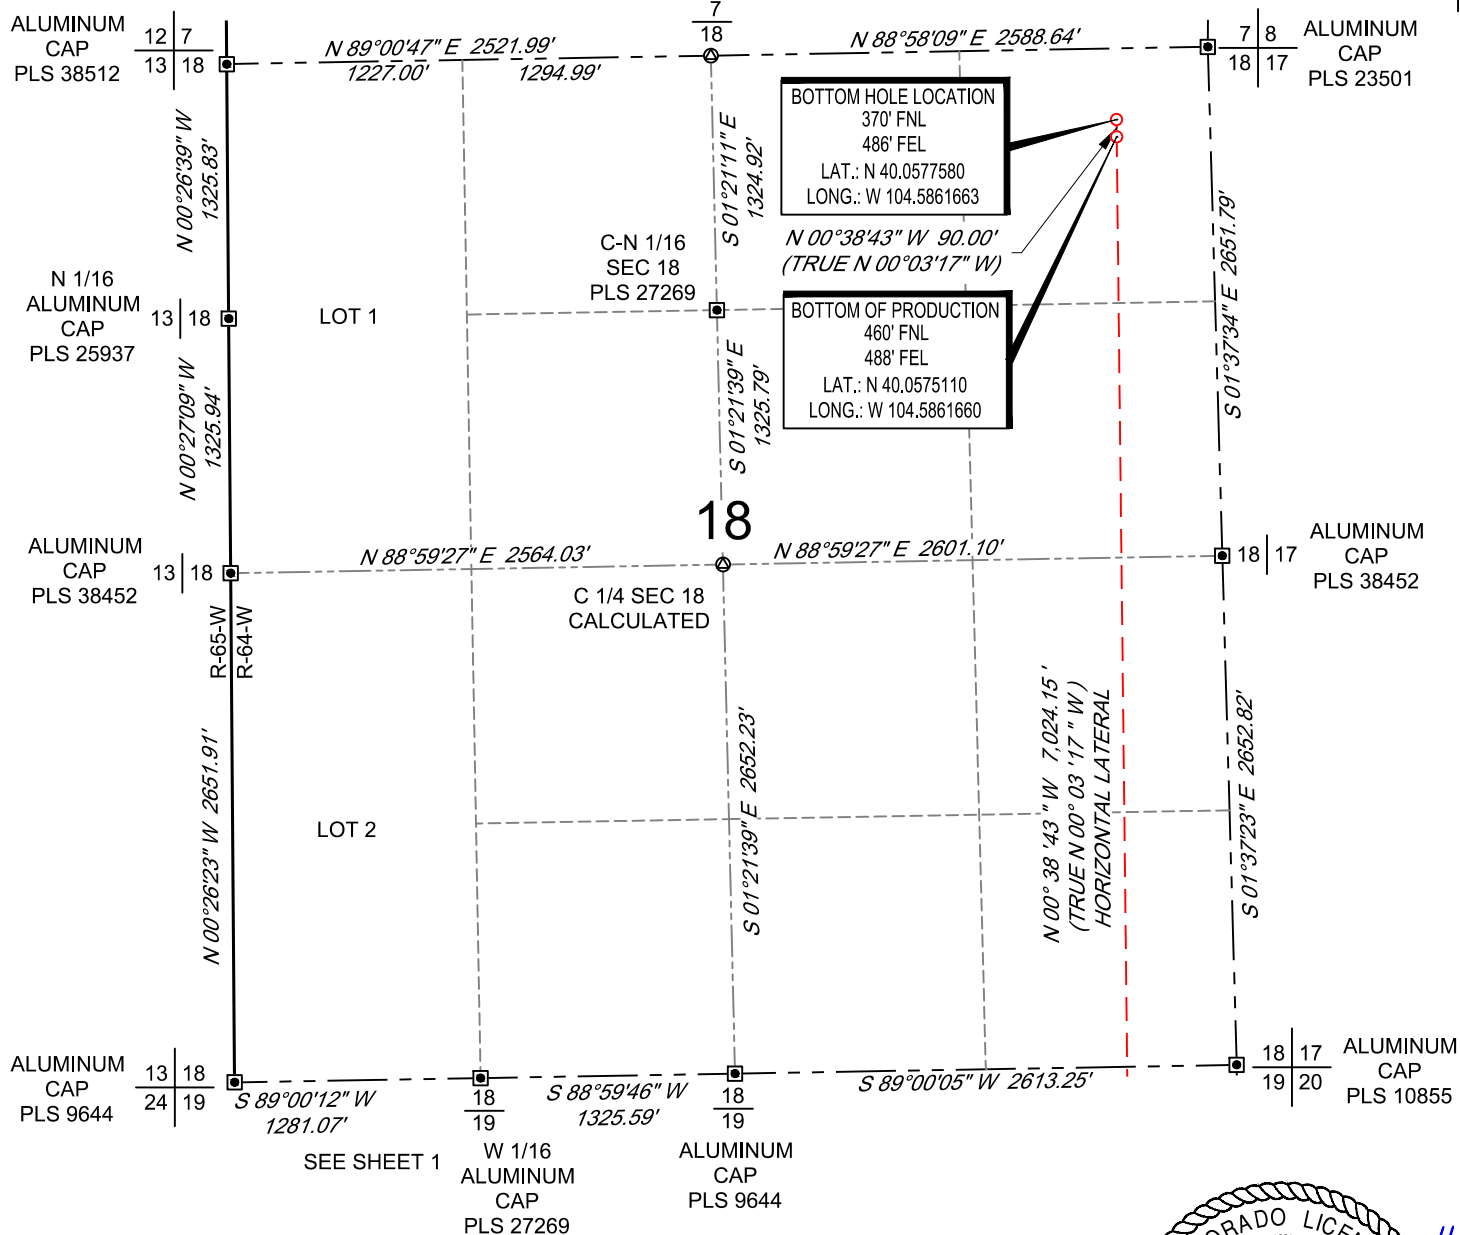 ALUMINUM
CAP
PLS 38512
12 7
13 18
N 89°00'47" E 2521.99'
1227.00' 1294.99'
7
18
N 88°58'09" E 2588.64'
7 8
18 17
ALUMINUM
CAP
PLS 23501
BOTTOM HOLE LOCATION
370' FNL
486' FEL
LAT.: N 40.0577580
LONG.: W 104.5861663
N 00°26'39" W
1325.83'
S 01°21'11" E
1324.92'
N 00°38'43" W 90.00'
(TRUE N 00°03'17" W)
S 01°37'34" E 2651.79'
C-N 1/16
SEC 18
PLS 27269
N 1/16
ALUMINUM
CAP
PLS 25937
13 18
LOT 1
BOTTOM OF PRODUCTION
460' FNL
488' FEL
LAT.: N 40.0575110
LONG.: W 104.5861660
N 00°27'09" W
1325.94'
S 01°21'39" E
1325.79'
18
ALUMINUM
CAP
PLS 38452
13 18
N 88°59'27" E 2564.03'
N 88°59'27" E 2601.10'
18 17
ALUMINUM
CAP
PLS 38452
C 1/4 SEC 18
CALCULATED
R-65-W
R-64-W
N 00°26'23" W 2651.91'
LOT 2
S 01°21'39" E 2652.23'
N 00° 38 '43 " W 7,024.15 '
(TRUE N 00° 03 '17 " W )
HORIZONTAL LATERAL
S 01°37'23" E 2652.82'
ALUMINUM
CAP
PLS 9644
13 18
24 19
S 89°00'12" W
1281.07'
18
19
S 88°59'46" W
1325.59'
18
19
S 89°00'05" W 2613.25'
18 17
19 20
ALUMINUM
CAP
PLS 10855
SEE SHEET 1
W 1/16
ALUMINUM
CAP
PLS 27269
ALUMINUM
CAP
PLS 9644